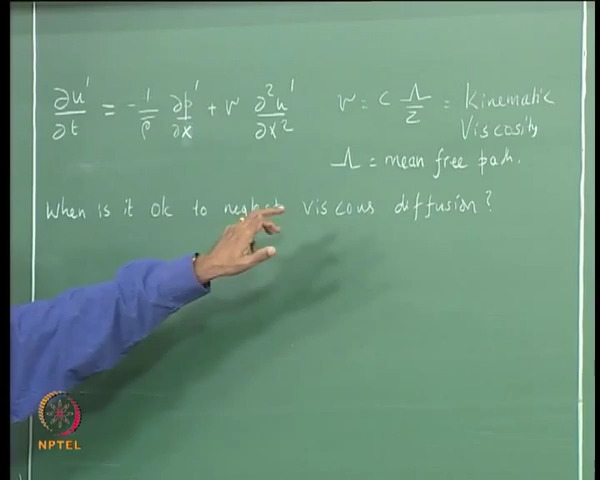 ∂u'/∂t = -1/ρ̄ ∂p'/∂x + ν ∂²u'/∂x² ν = c Λ/2 = Kinematic
Viscosity
Λ = mean free path.
When is it ok to neglect viscous diffusion?
NPTEL